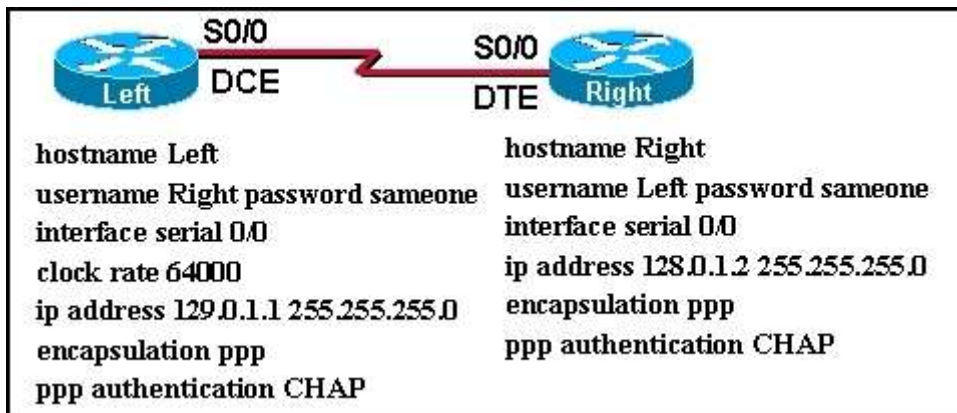 S0/0
DCE
S0/0
DTE
Left
Right
hostname Left
username Right password sameone
interface serial 0/0
clock rate 64000
ip address 129.0.1.1 255.255.255.0
encapsulation ppp
ppp authentication CHAP
hostname Right
username Left password sameone
interface serial 0/0
ip address 128.0.1.2 255.255.255.0
encapsulation ppp
ppp authentication CHAP